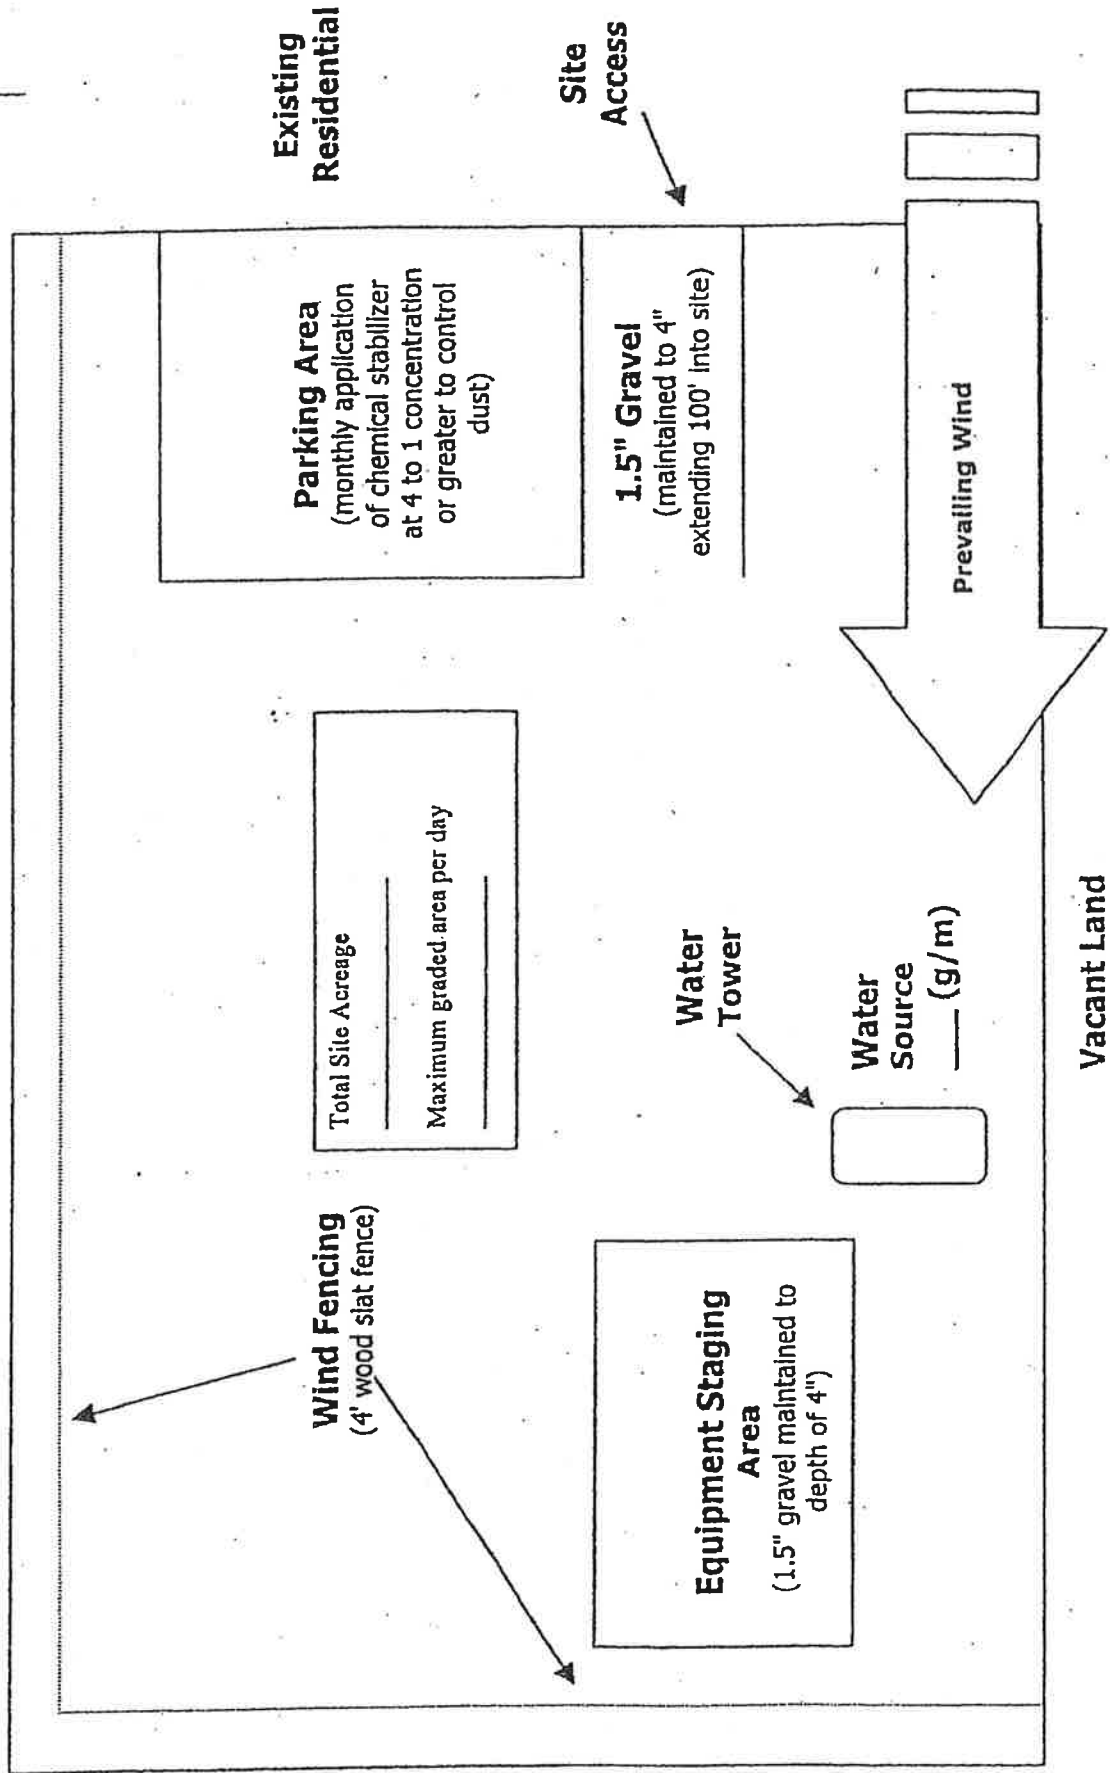 Existing
Residential
Site
Access
Parking Area
(monthly application
of chemical stabilizer
at 4 to 1 concentration
or greater to control
dust)
1.5" Gravel
(maintained to 4"
extending 100' into site)
Prevailing Wind
Total Site Acreage
Maximum graded area per day
Water
Tower
Water
Source
___ (g/m)
Wind Fencing
(4' wood slat fence)
Equipment Staging
Area
(1.5" gravel maintained to
depth of 4")
Vacant Land